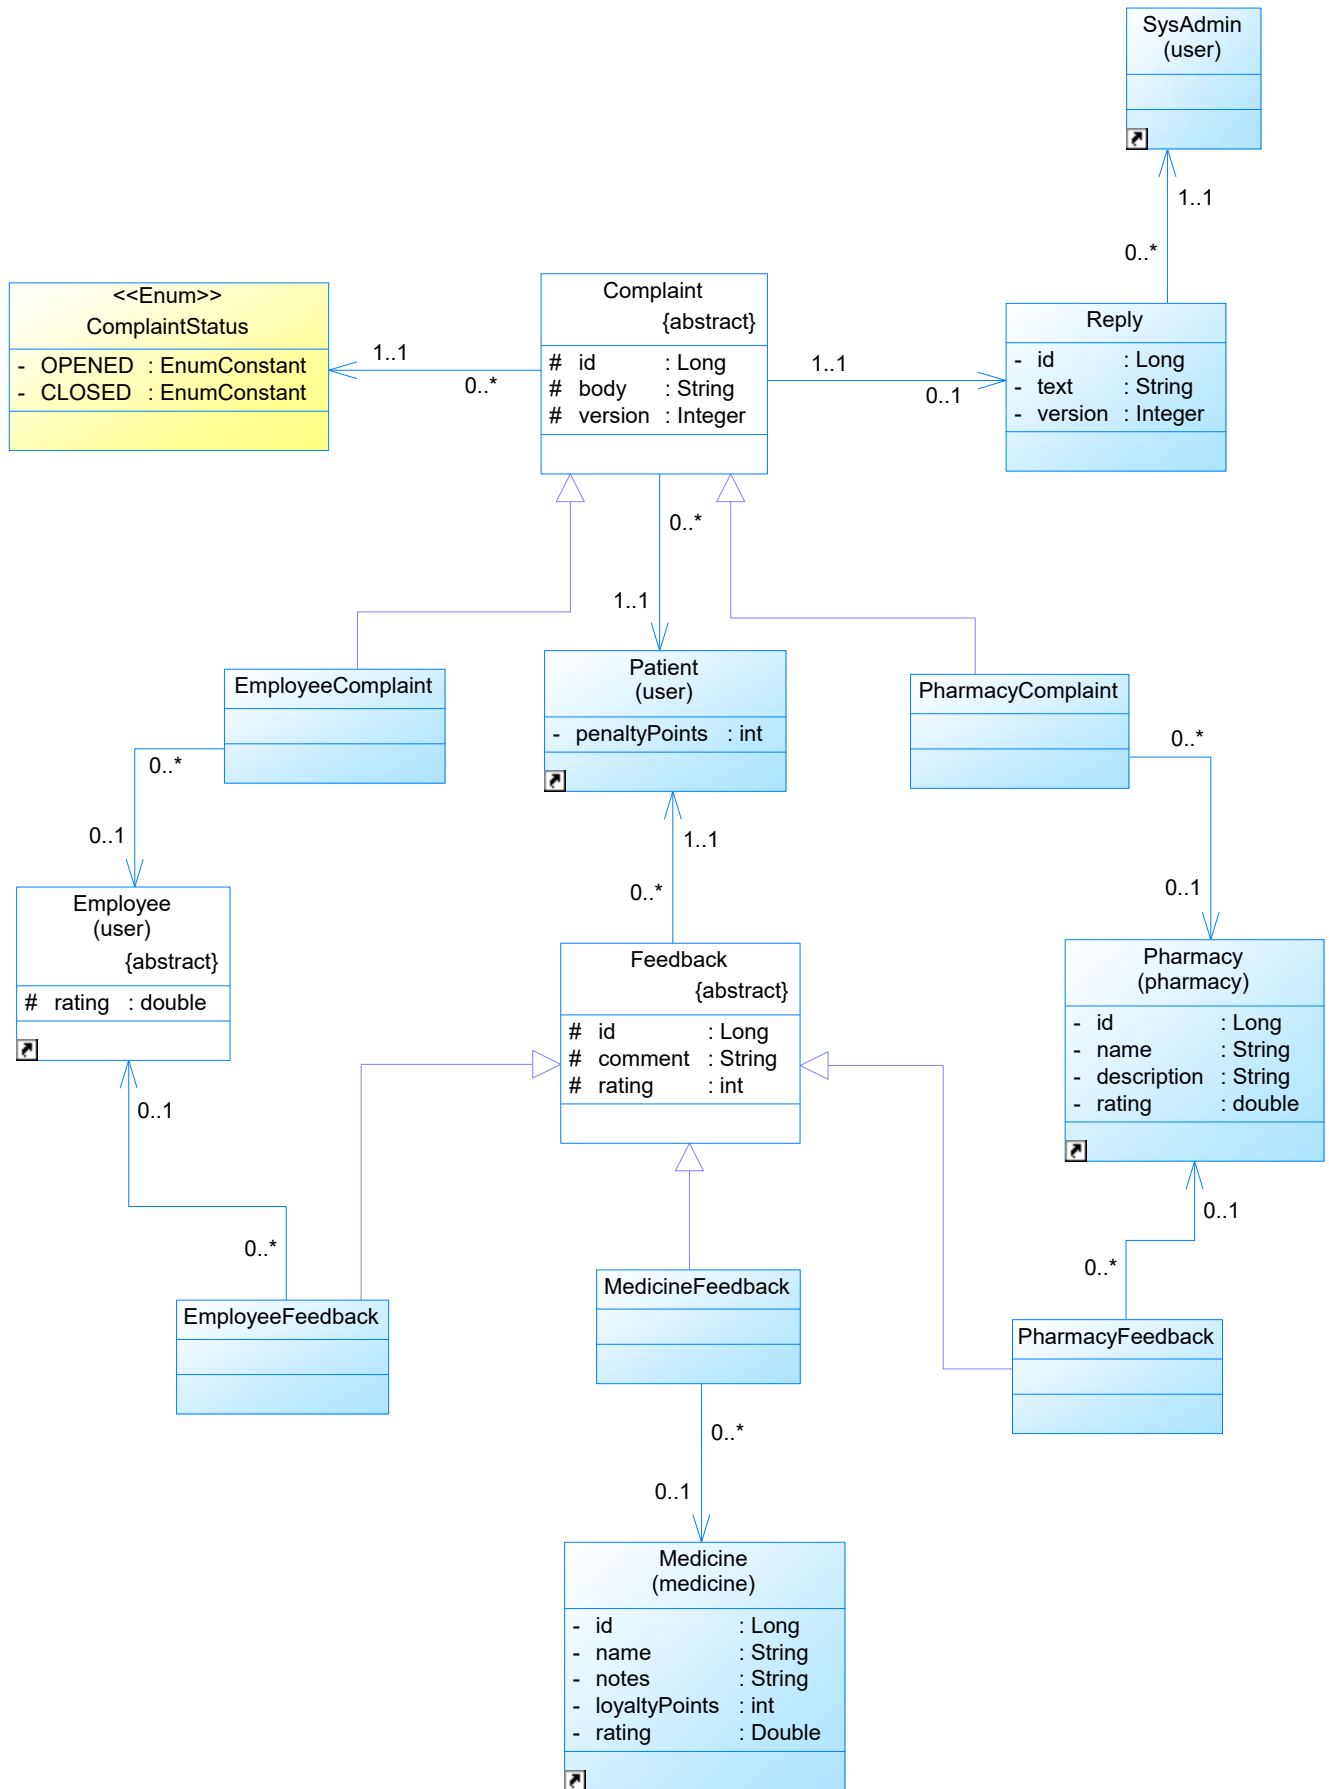 SysAdmin
(user)
1..1
0..*
<<Enum>>
ComplaintStatus
- OPENED : EnumConstant
- CLOSED : EnumConstant
1..1
0..*
Complaint
{abstract}
# id : Long
# body : String
# version : Integer
1..1
0..1
Reply
- id : Long
- text : String
- version : Integer
0..*
1..1
EmployeeComplaint
Patient
(user)
- penaltyPoints : int
PharmacyComplaint
0..*
0..1
0..*
0..1
1..1
0..*
Employee
(user)
{abstract}
# rating : double
0..1
Feedback
{abstract}
# id : Long
# comment : String
# rating : int
Pharmacy
(pharmacy)
- id : Long
- name : String
- description : String
- rating : double
0..1
0..*
0..*
EmployeeFeedback
MedicineFeedback
PharmacyFeedback
0..*
0..1
Medicine
(medicine)
- id : Long
- name : String
- notes : String
- loyaltyPoints : int
- rating : Double